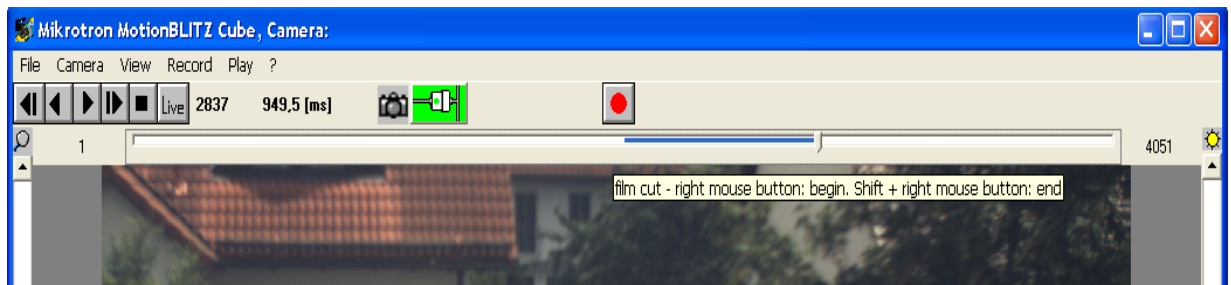 Mikrotron MotionBLITZ Cube, Camera:
File Camera View Record Play ?
Live 2837 949,5 [ms]
1 4051
film cut - right mouse button: begin. Shift + right mouse button: end